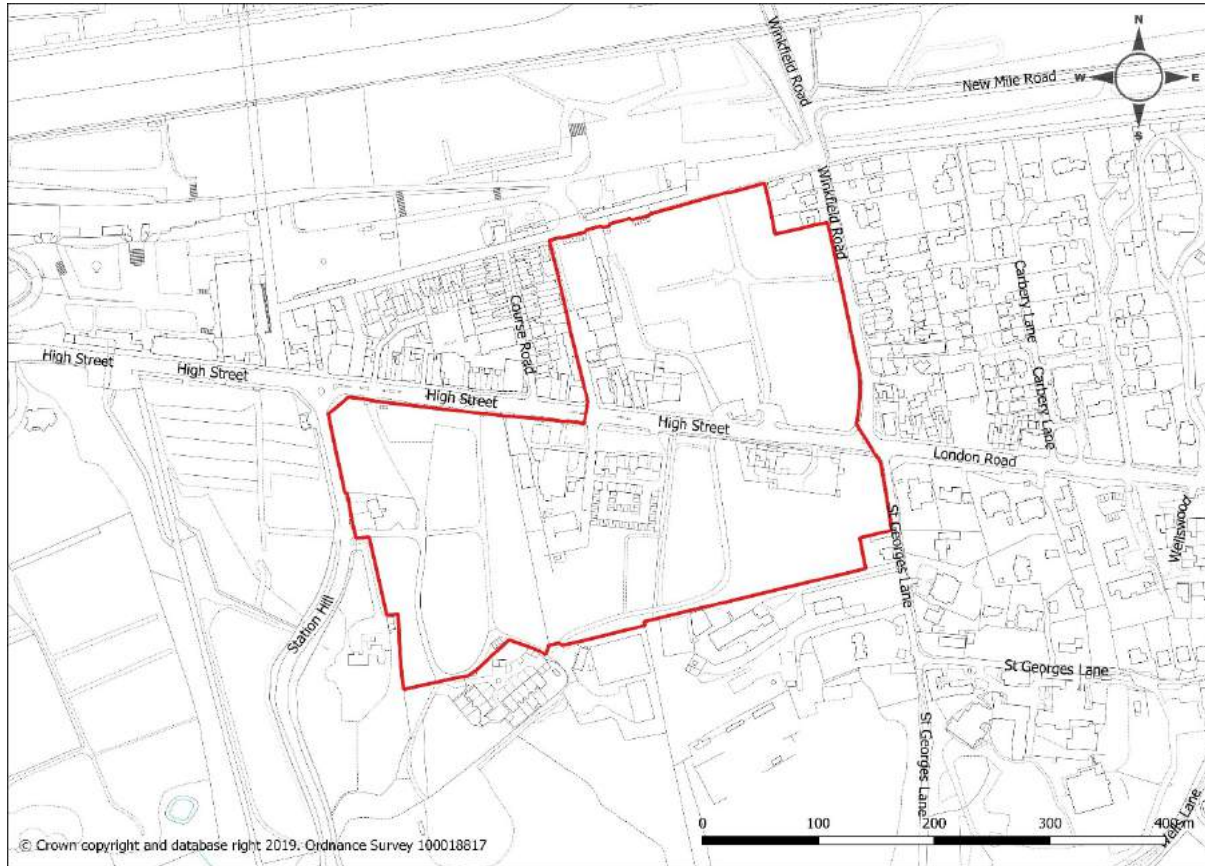 Winkfield Road
N
W
E
S
New Mile Road
Winkfield Road
Carbery Lane
Course Road
High Street
High Street
High Street
High Street
Carbery Lane
London Road
Wellswood
St Georges Lane
Station Hill
St Georges Lane
St Georges Lane
Wells Lane
0 100 200 300 400 m
© Crown copyright and database right 2019. Ordnance Survey 100018817